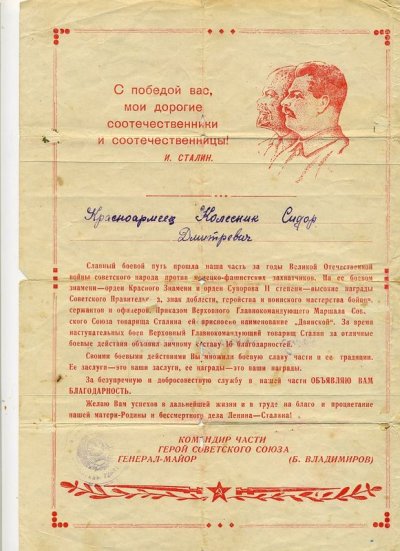 С победой вас,
мои дорогие
соотечественники
и соотечественницы!
И. СТАЛИН.
Красноармеец Колесник Сидор
Дмитревич
Славный боевой путь прошла наша часть за годы Великой Отечественной
войны советского народа против немецко-фашистских захватчиков. На ее боевом
знамени—орден Красного Знамени и орден Суворова II степени—высокие награды
Советского Правительс д, знак доблести, геройства и воинского мастерства бойцов,
сержантов и офицеров. Приказом Верховного Главнокомандующего Маршала Сов
ского Союза товарища Сталина ей присвоено наименование „Двинской“. За время
наступательных боев Верховный Главнокомандующий товарищ Сталин за отличные
боевые действия объявил личному составу 16 благодарностей.
Своими боевыми действиями Вы множили боевую славу части и ее традиции.
Ее заслуги—это наши заслуги, ее награды—это наши награды.
За безупречную и добросовестную службу в нашей части ОБЪЯВЛЯЮ ВАМ
БЛАГОДАРНОСТЬ.
Желаю Вам успехов в дальнейшей жизни и в труде на благо и процветание
нашей матери-Родины и бессмертного дела Ленина—Сталина!
КОМАНДИР ЧАСТИ
ГЕРОЙ СОВЕТСКОГО СОЮЗА
ГЕНЕРАЛ-МАЙОР (Б. ВЛАДИМИРОВ)